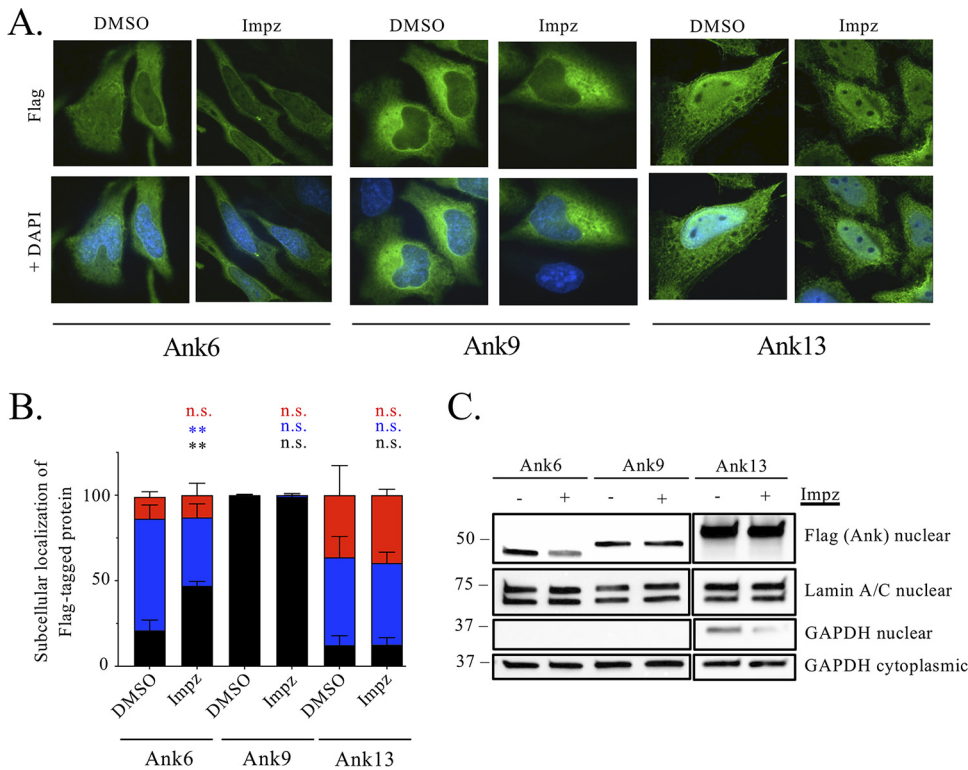 A.
DMSO Impz DMSO Impz DMSO Impz
Flag
+ DAPI
Ank6 Ank9 Ank13
B.
n.s. n.s. n.s.
** n.s. n.s.
** n.s. n.s.
Subcellular localization of
Flag-tagged protein
100
50
0
DMSO Impz DMSO Impz DMSO Impz
Ank6 Ank9 Ank13
C.
Ank6 Ank9 Ank13
- + - + - + Impz
50 Flag (Ank) nuclear
75 Lamin A/C nuclear
37 GAPDH nuclear
37 GAPDH cytoplasmic